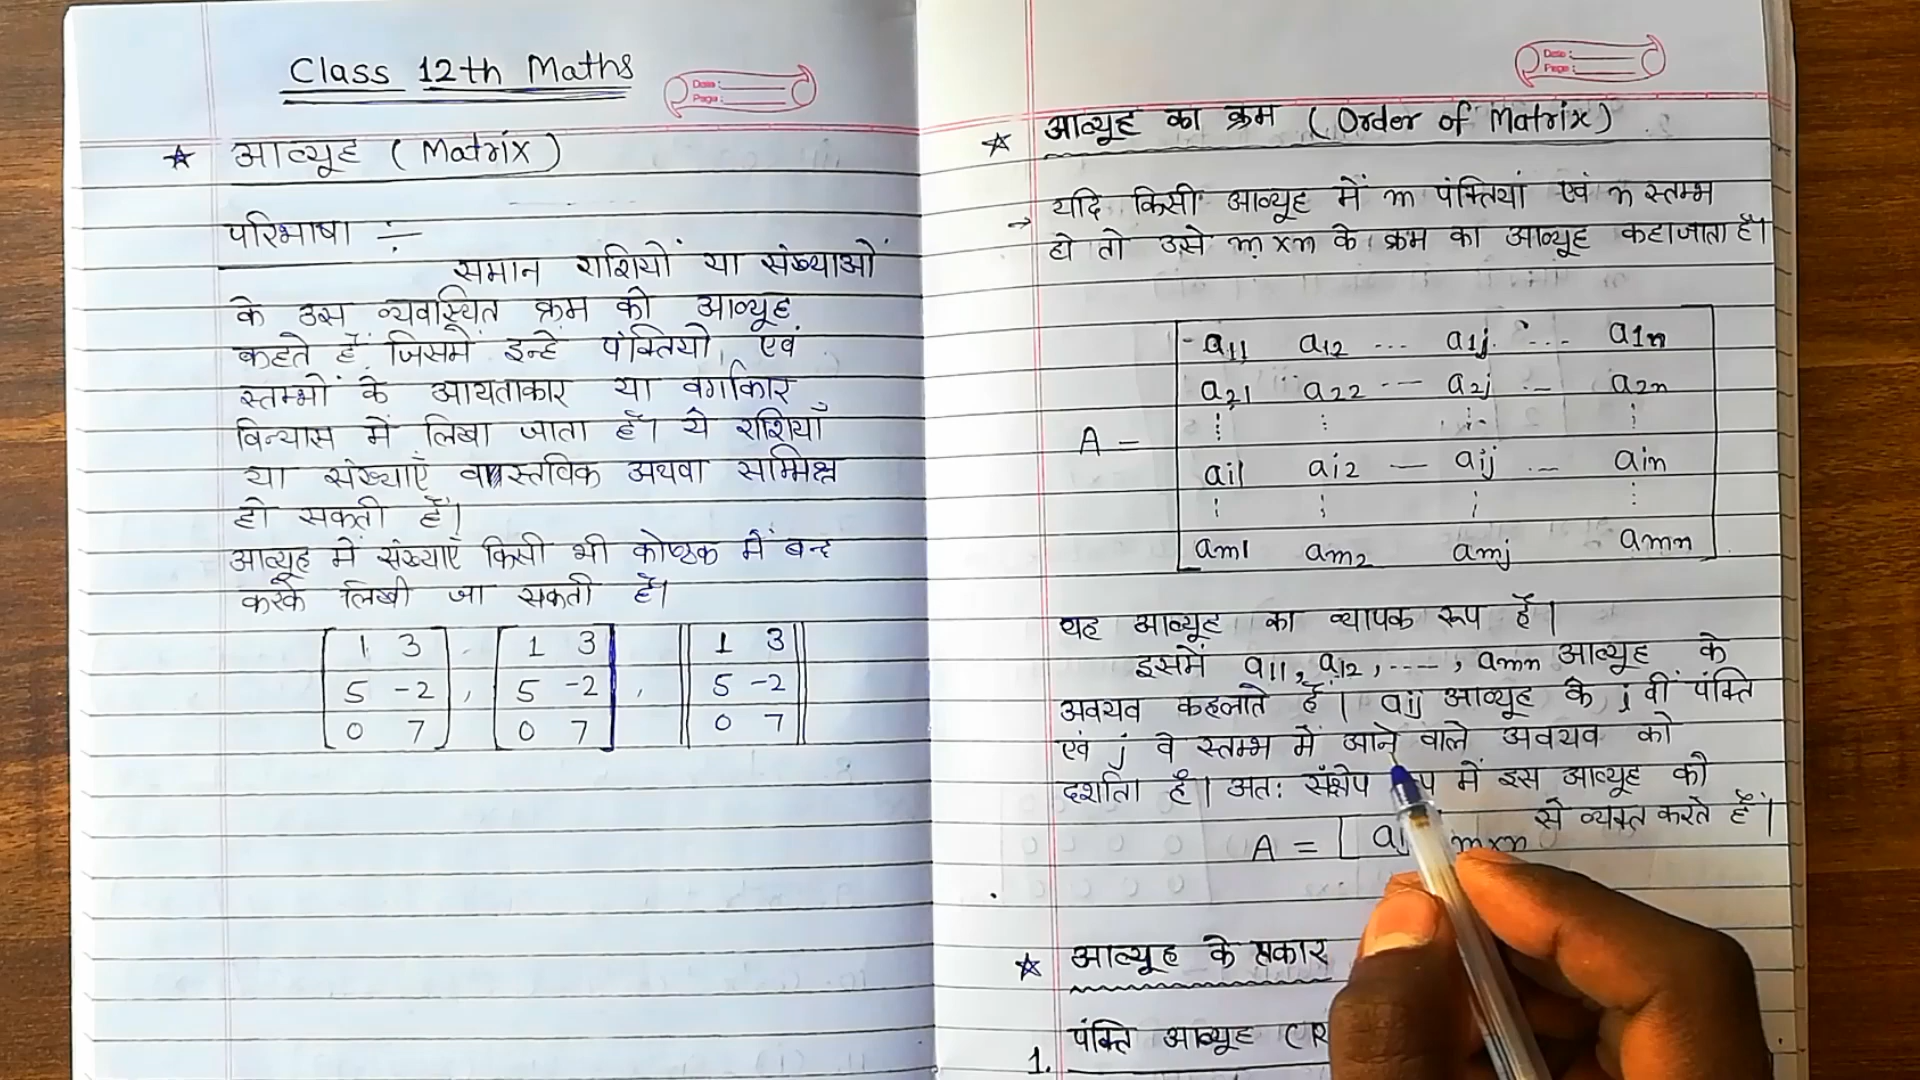 Class 12th Maths
Date :
Page :
☆ आव्यूह (Matrix)
परिभाषा ÷
समान राशियों या संख्याओं
के उस व्यवस्थित क्रम को आव्यूह
कहते हैं जिसमें इन्हें पंक्तियो एवं
स्तम्भों के आयताकार या वर्गाकार
विन्यास में लिखा जाता है। ये राशियाँ
या संख्याएँ वास्तविक अथवा सम्मिश्र
हो सकती हैं।
आव्यूह में संख्याएँ किसी भी कोष्ठक में बन्द
करके लिखी जा सकती हैं।
[1 3] , [1 3] , ||1 3||
[5 -2] [5 -2] ||5 -2||
[0 7] [0 7] ||0 7||
Date :
Page :
☆ आव्यूह का क्रम (Order of Matrix)
→ यदि किसी आव्यूह में m पंक्तियां एवं n स्तम्भ
हो तो उसे m×n के क्रम का आव्यूह कहा जाता है।
a11 a12 ... a1j ... a1n
a21 a22 ... a2j ... a2n
A =
ai1 ai2 — aij ... ain
am1 am2 amj amn
यह आव्यूह का व्यापक रूप है।
इसमें a11, a12, ...., amn आव्यूह के
अवयव कहलाते हैं। aij आव्यूह के j वीं पंक्ति
एवं j वे स्तम्भ में आने वाले अवयव को
दर्शाता है। अतः संक्षेप में इस आव्यूह को
A = [a m×n से व्यक्त करते हैं।
☆ आव्यूह के प्रकार
1. पंक्ति आव्यूह (R